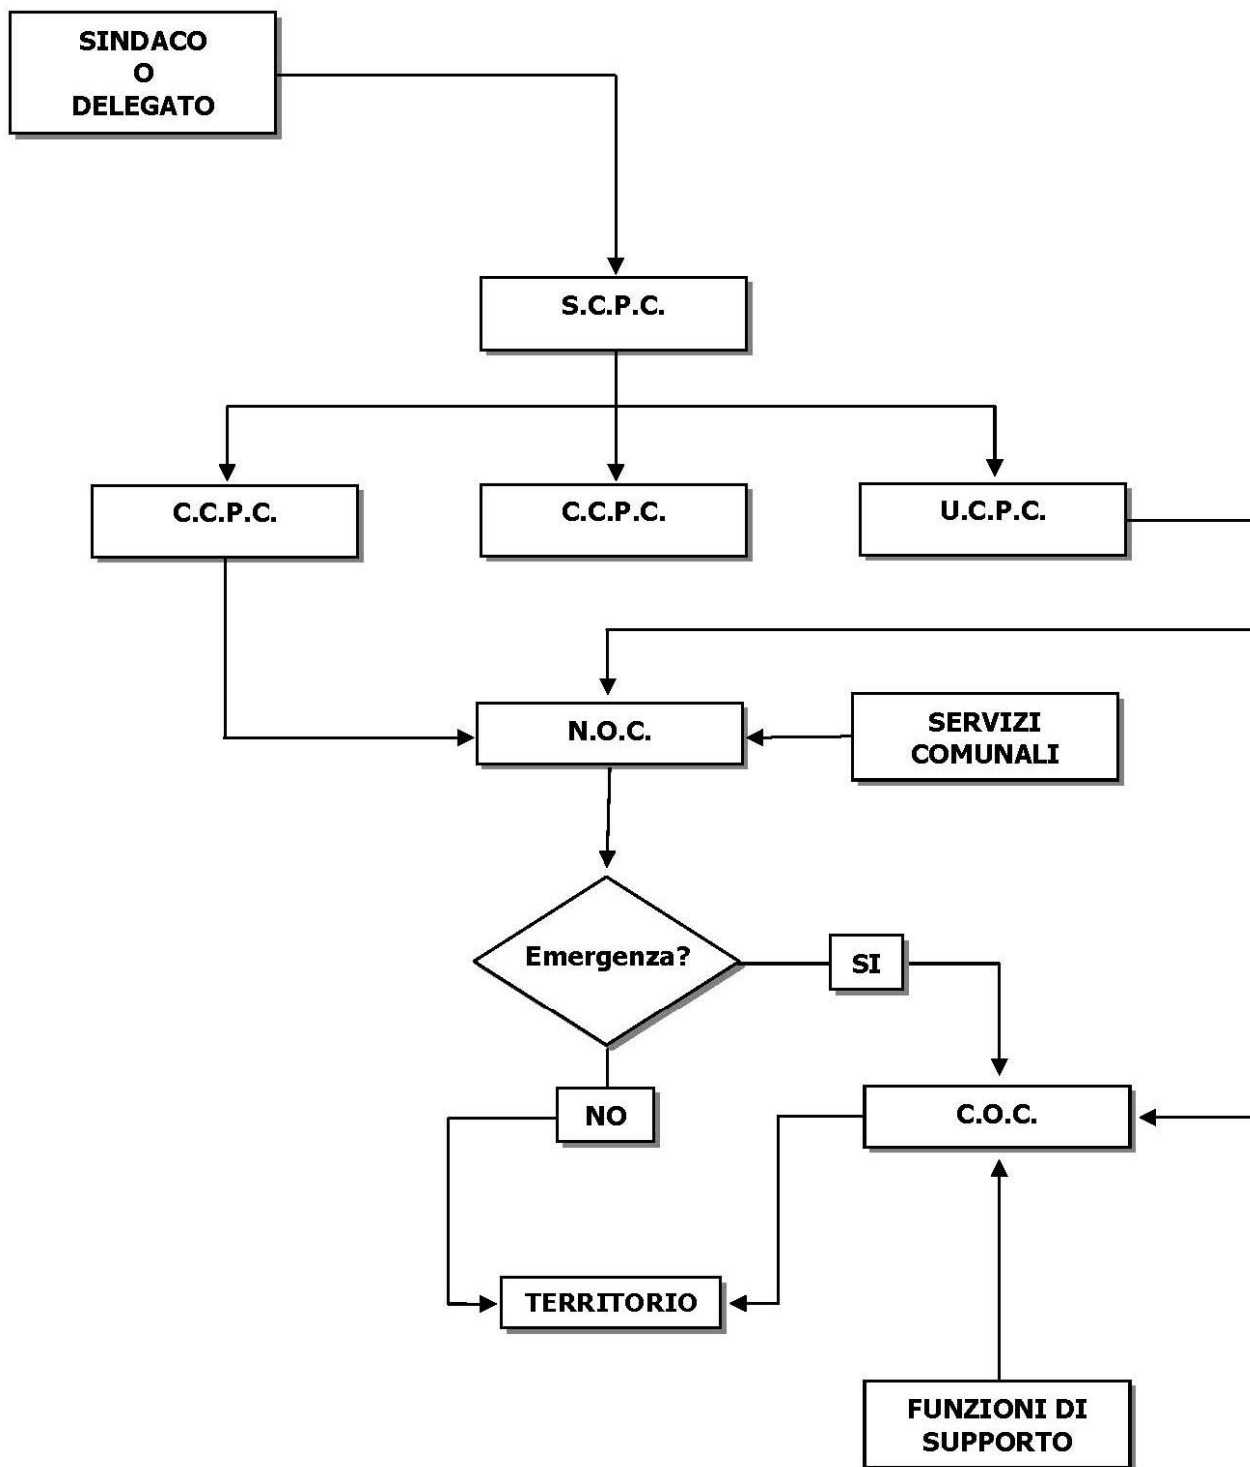 SINDACO
O
DELEGATO
S.C.P.C.
C.C.P.C.
C.C.P.C.
U.C.P.C.
N.O.C.
SERVIZI
COMUNALI
Emergenza?
SI
NO
C.O.C.
TERRITORIO
FUNZIONI DI
SUPPORTO